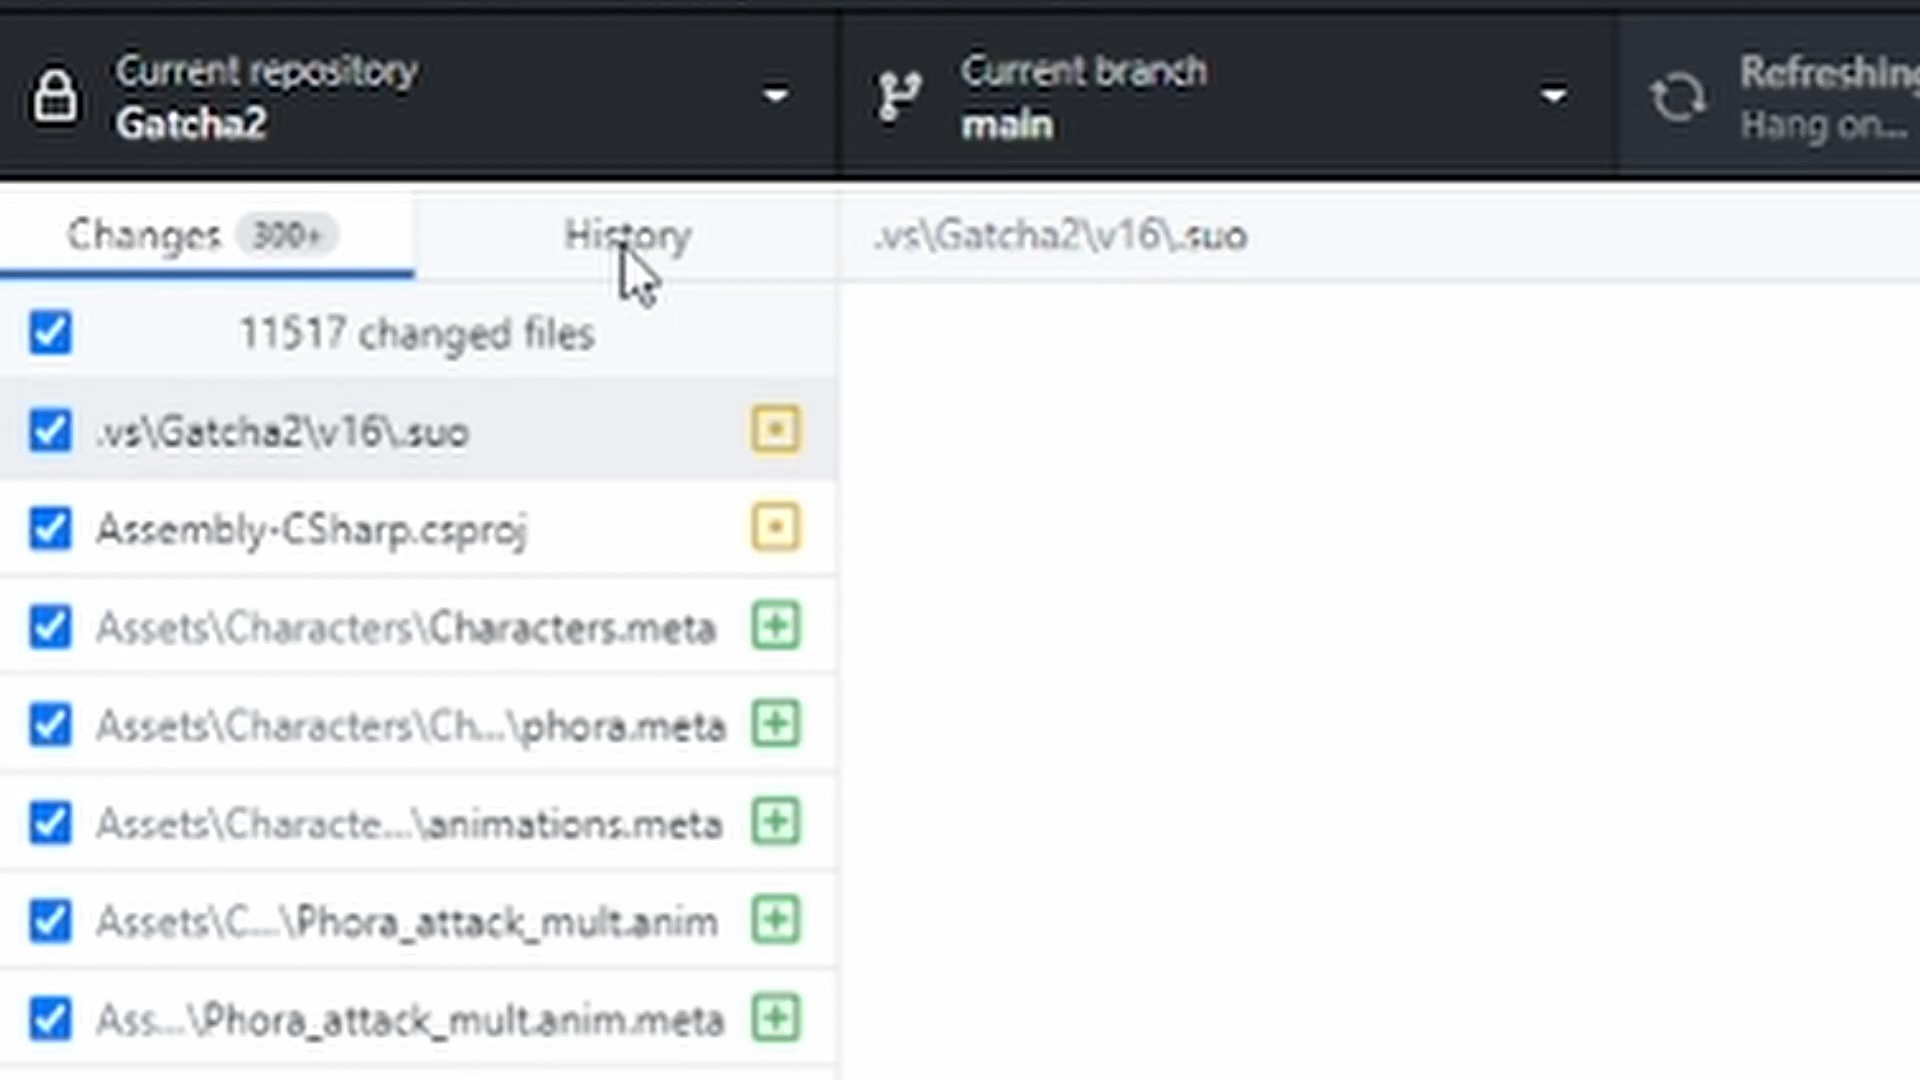 Current repository
Gatcha2
Current branch
main
Refreshing
Hang on...
Changes 300+
History
.vs\Gatcha2\v16\.suo
11517 changed files
.vs\Gatcha2\v16\.suo
Assembly-CSharp.csproj
Assets\Characters\Characters.meta
Assets\Characters\Ch...\phora.meta
Assets\Characte...\animations.meta
Assets\C...\Phora_attack_mult.anim
Ass...\Phora_attack_mult.anim.meta